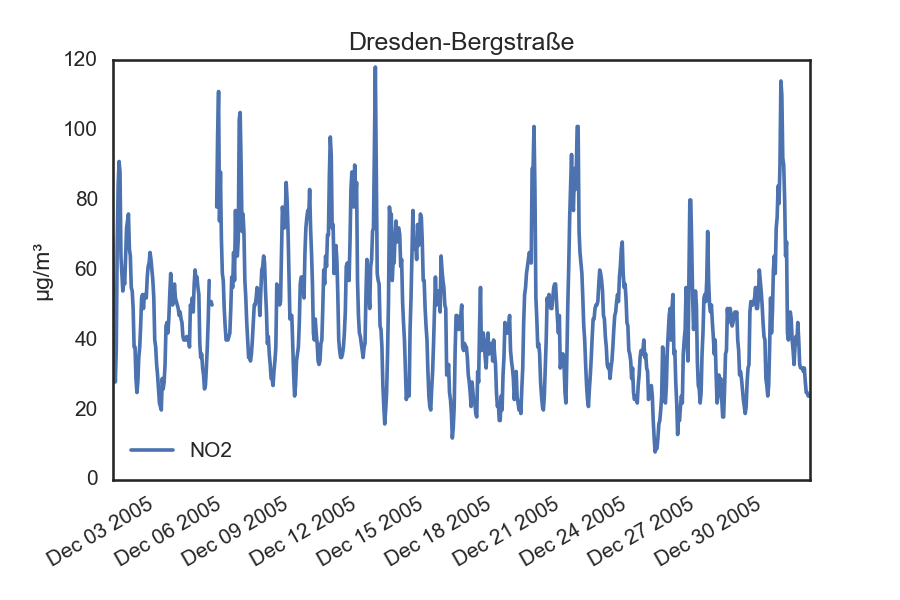 Dresden-Bergstraße
µg/m³
120
100
80
60
40
20
0
NO2
Dec 03 2005
Dec 06 2005
Dec 09 2005
Dec 12 2005
Dec 15 2005
Dec 18 2005
Dec 21 2005
Dec 24 2005
Dec 27 2005
Dec 30 2005